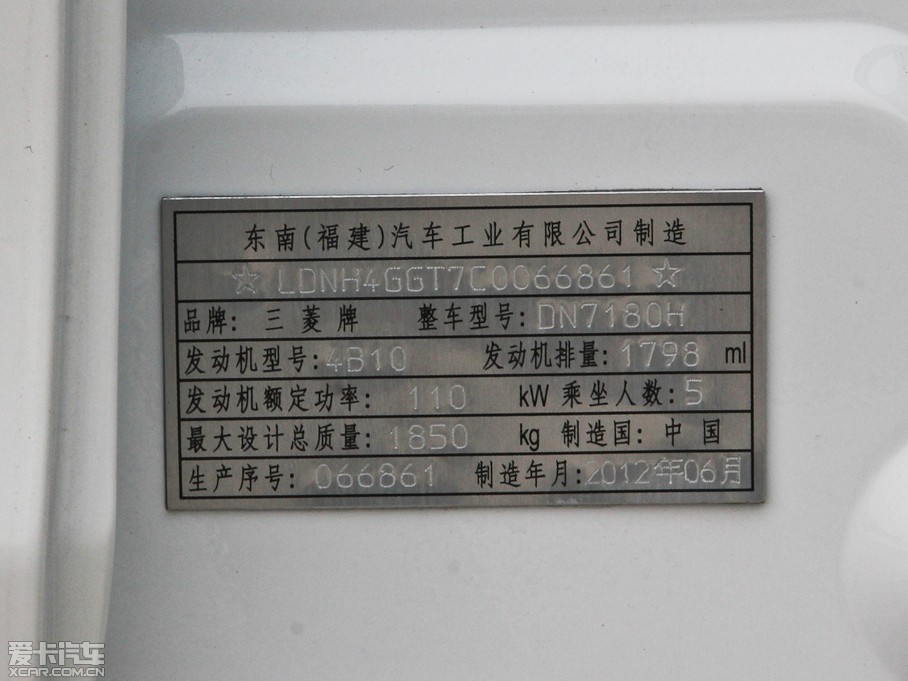 东南(福建)汽车工业有限公司制造
☆ LDNH4GGT7C0066861 ☆
品牌: 三菱牌 整车型号: DN7180H
发动机型号: 4B10 发动机排量: 1798 ml
发动机额定功率: 110 kW 乘坐人数: 5
最大设计总质量: 1850 kg 制造国: 中国
生产序号: 066861 制造年月: 2012年06月
爱卡汽车
XCAR.COM.CN